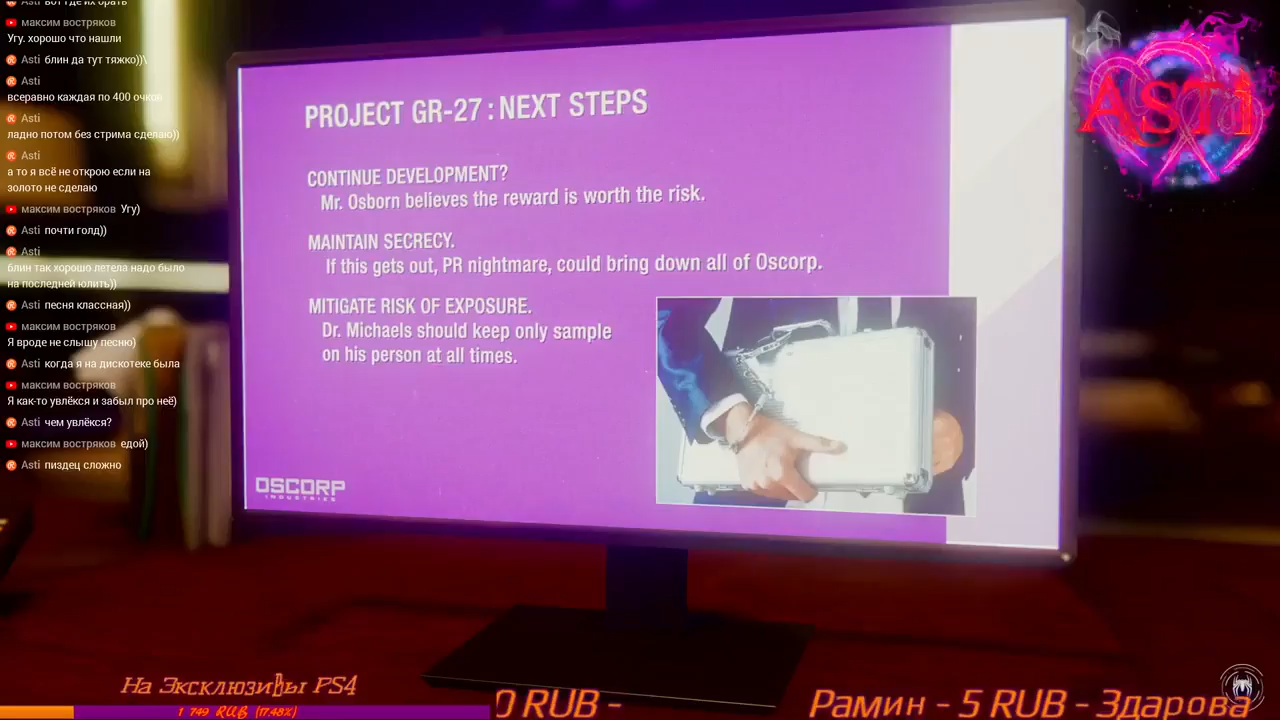 Asti вот где их брать
максим востряков
Угу. хорошо что нашли
Asti блин да тут тяжко))\
Asti
всеравно каждая по 400 очков
Asti
ладно потом без стрима сделаю))
Asti
а то я всё не открою если на
золото не сделаю
максим востряков Угу)
Asti почти голд))
Asti
блин так хорошо летела надо было
на последней юлить))
Asti песня классная))
максим востряков
Я вроде не слышу песню)
Asti когда я на дискотеке была
максим востряков
Я как-то увлёкся и забыл про неё)
Asti чем увлёкся?
максим востряков едой)
Asti пиздец сложно
PROJECT GR-27 : NEXT STEPS
CONTINUE DEVELOPMENT?
Mr. Osborn believes the reward is worth the risk.
MAINTAIN SECRECY.
If this gets out, PR nightmare, could bring down all of Oscorp.
MITIGATE RISK OF EXPOSURE.
Dr. Michaels should keep only sample
on his person at all times.
OSCORP
INDUSTRIES
ASTI
На Эксклюзивы PS4
1 749 RUB (17.48%)
0 RUB -
Рамин - 5 RUB - Здарова